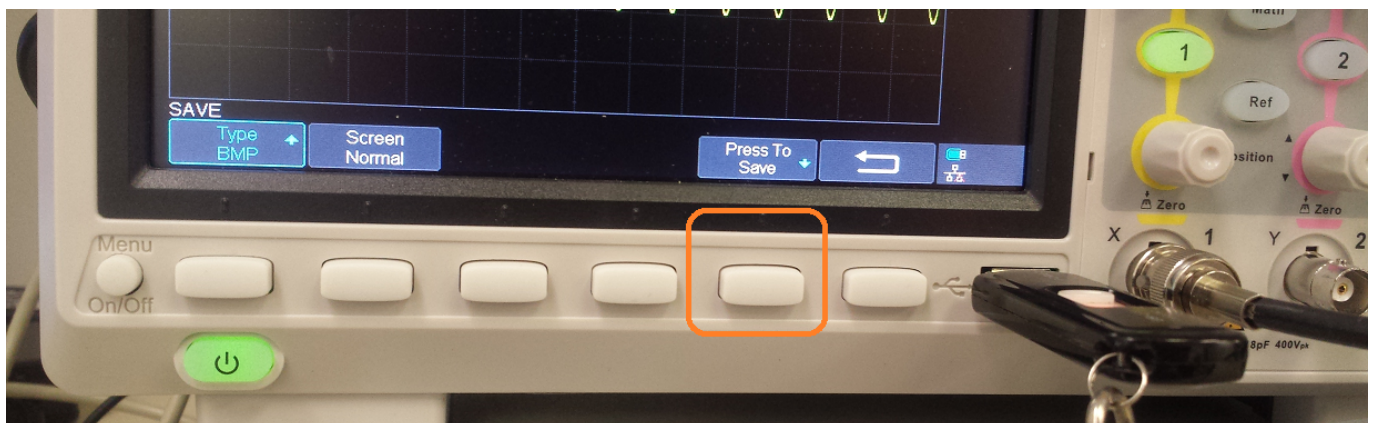 Math
1
2
Ref
SAVE
Type
BMP
Screen
Normal
Press To
Save
Zero
Zero
X
1
Y
2
Menu
On/Off
8pF 400Vpk